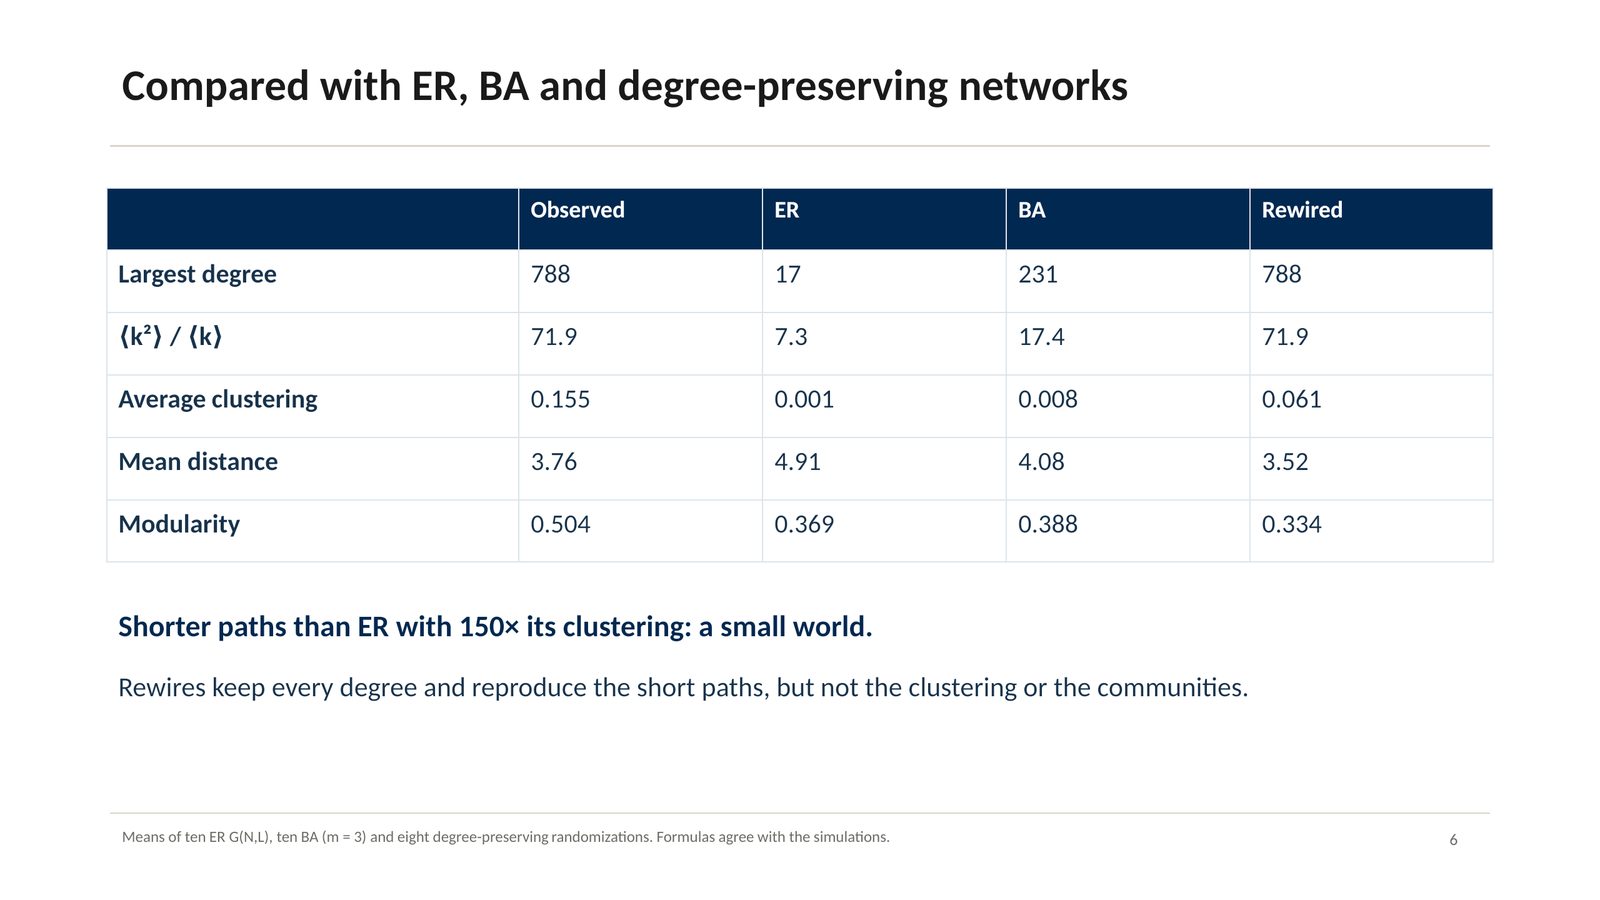 Compared with ER, BA and degree-preserving networks
Observed ER BA Rewired
Largest degree 788 17 231 788
⟨k²⟩ / ⟨k⟩ 71.9 7.3 17.4 71.9
Average clustering 0.155 0.001 0.008 0.061
Mean distance 3.76 4.91 4.08 3.52
Modularity 0.504 0.369 0.388 0.334
Shorter paths than ER with 150× its clustering: a small world.
Rewires keep every degree and reproduce the short paths, but not the clustering or the communities.
Means of ten ER G(N,L), ten BA (m = 3) and eight degree-preserving randomizations. Formulas agree with the simulations.
6